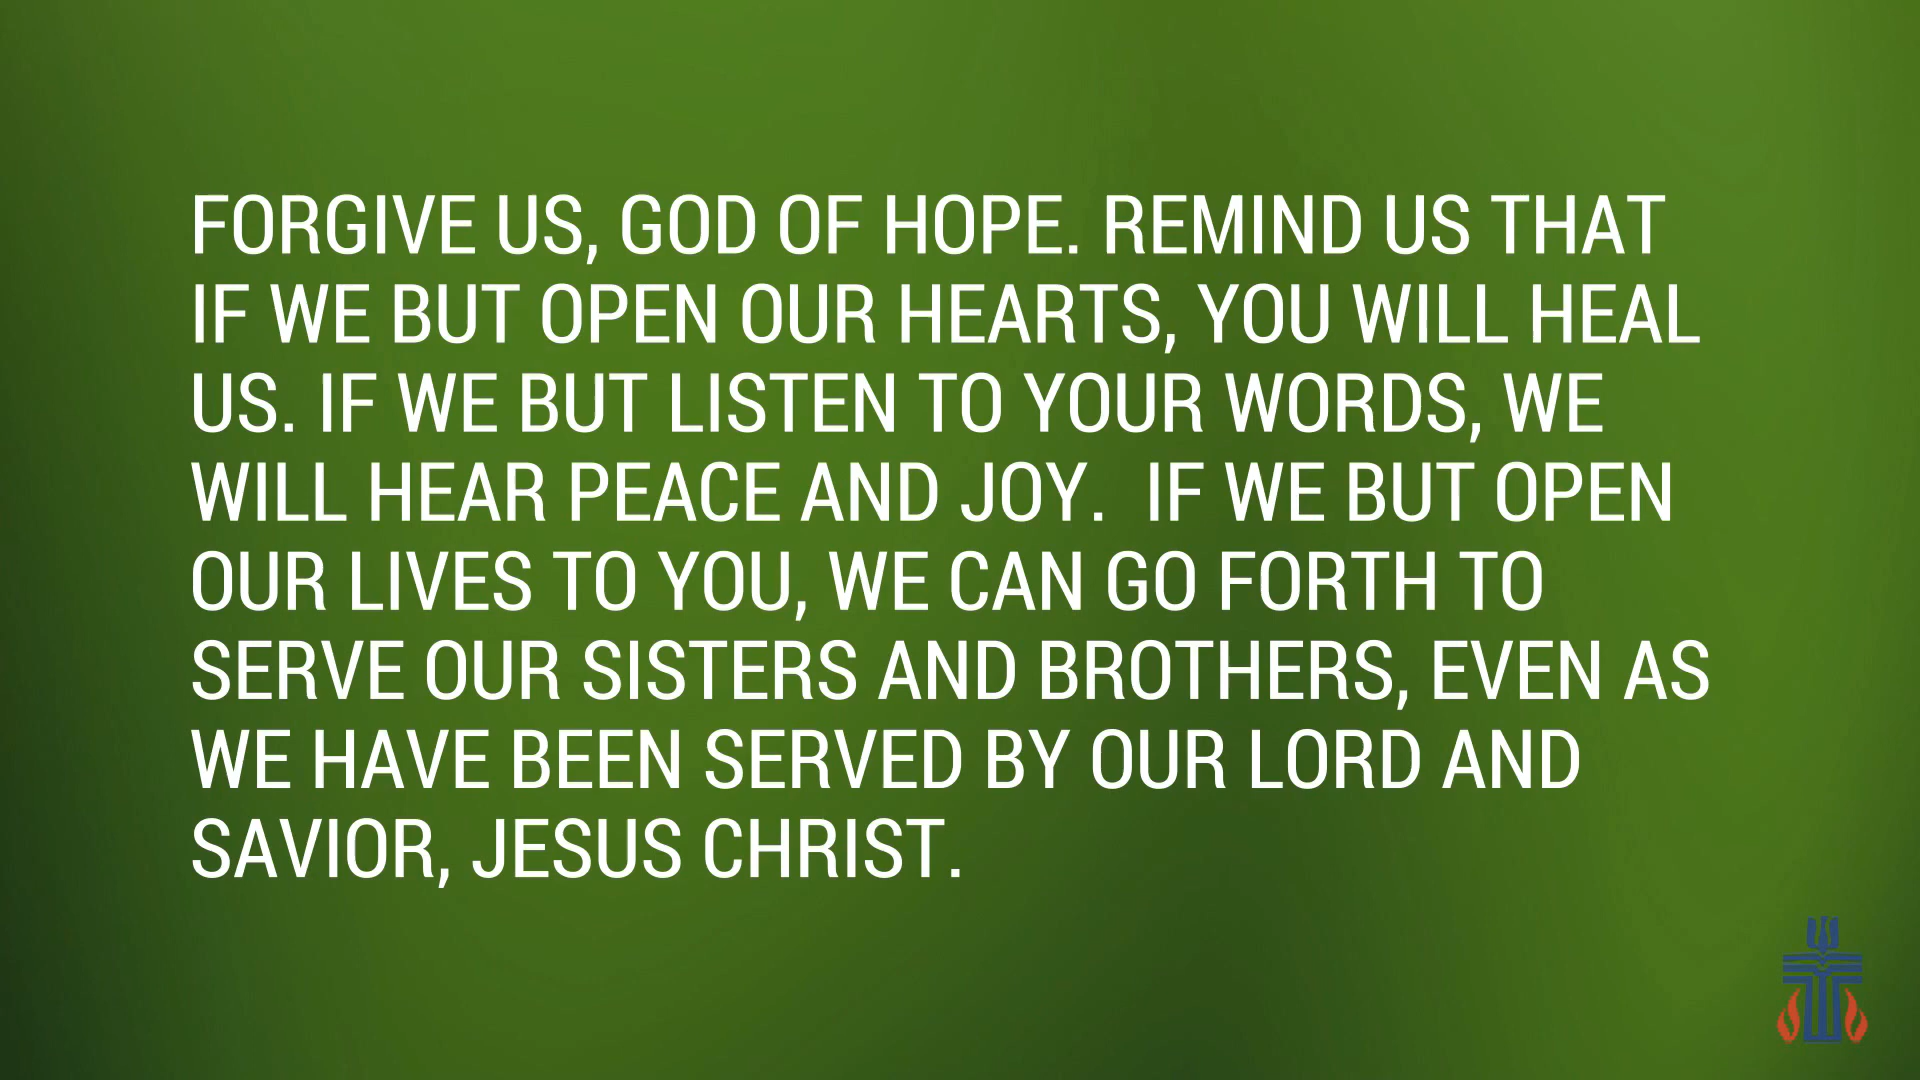 FORGIVE US, GOD OF HOPE. REMIND US THAT
IF WE BUT OPEN OUR HEARTS, YOU WILL HEAL
US. IF WE BUT LISTEN TO YOUR WORDS, WE
WILL HEAR PEACE AND JOY.  IF WE BUT OPEN
OUR LIVES TO YOU, WE CAN GO FORTH TO
SERVE OUR SISTERS AND BROTHERS, EVEN AS
WE HAVE BEEN SERVED BY OUR LORD AND
SAVIOR, JESUS CHRIST.